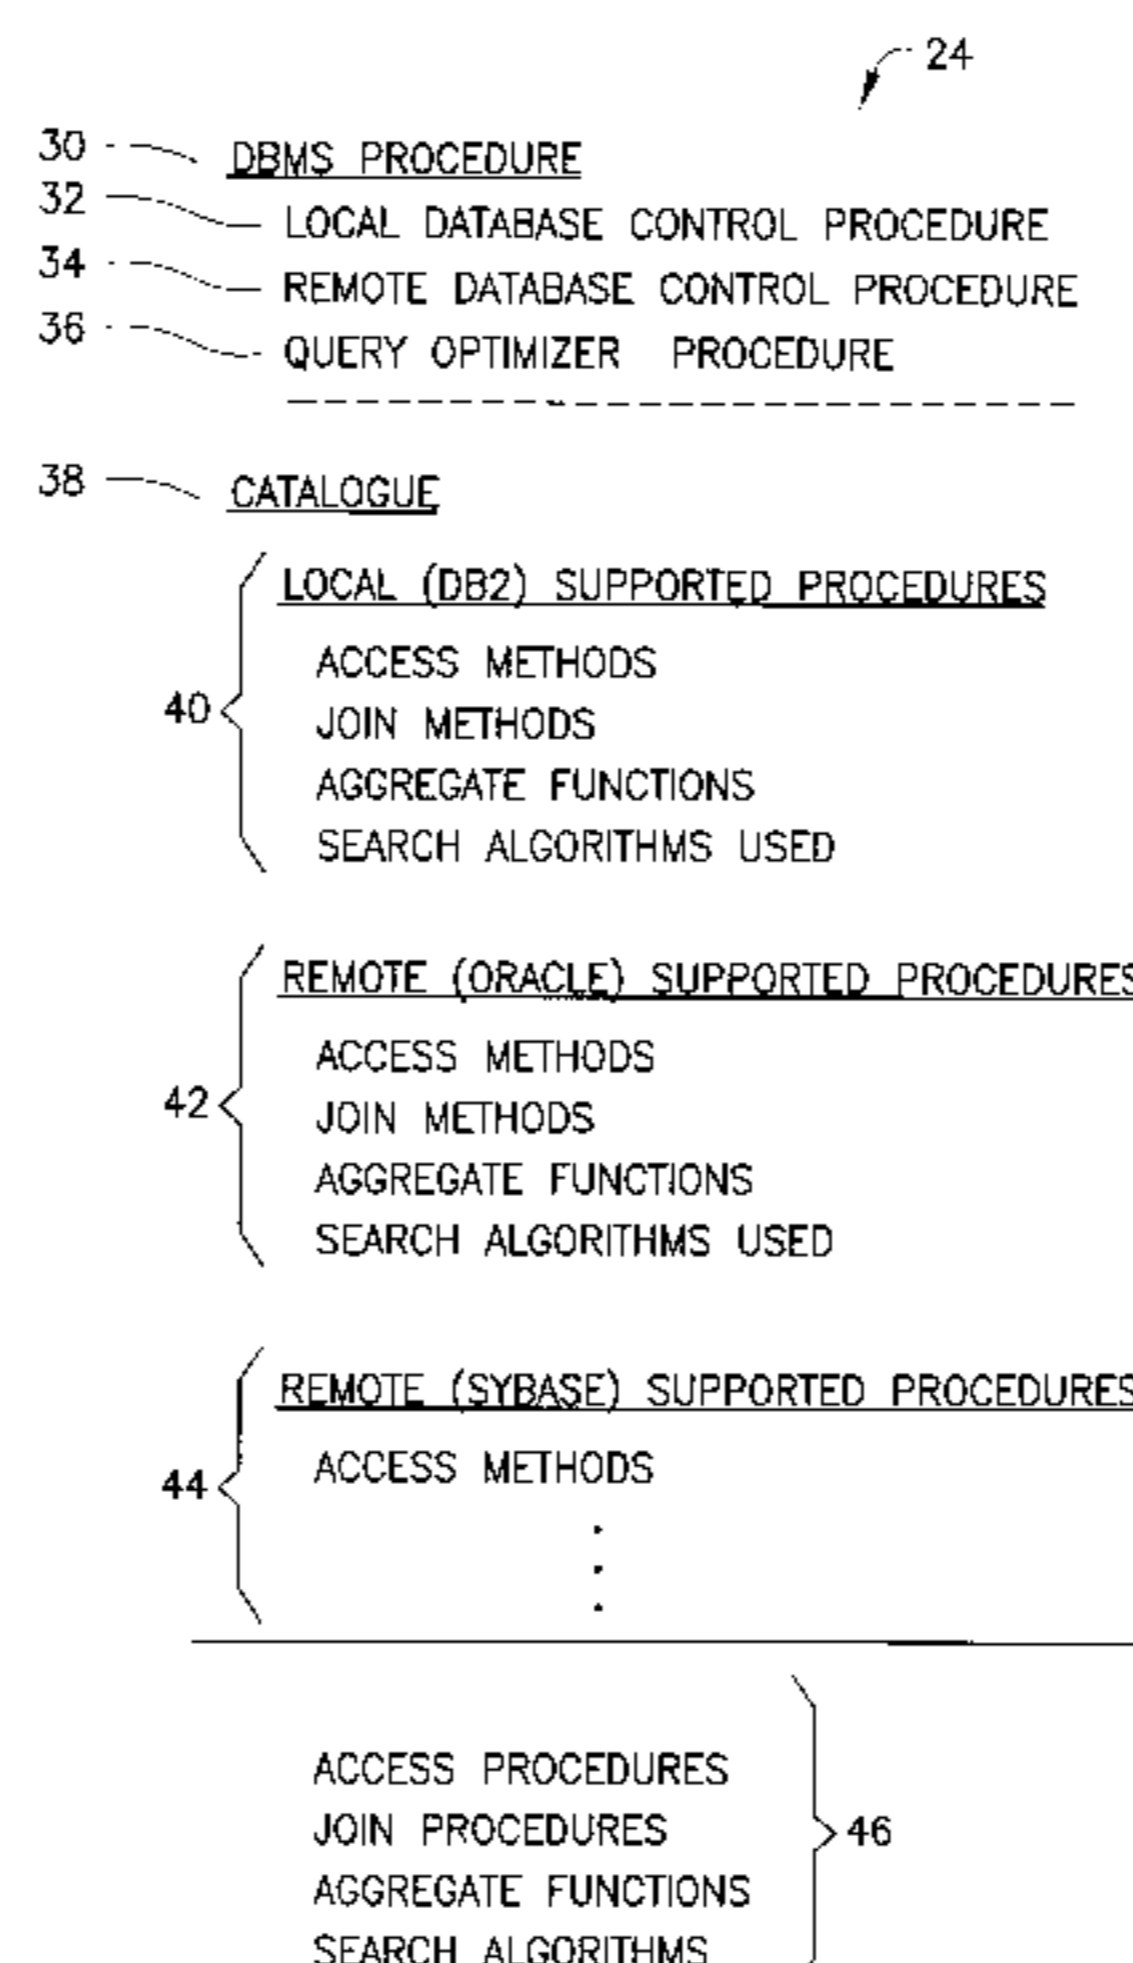 24
30 DBMS PROCEDURE
32 LOCAL DATABASE CONTROL PROCEDURE
34 REMOTE DATABASE CONTROL PROCEDURE
36 QUERY OPTIMIZER PROCEDURE
38 CATALOGUE
LOCAL (DB2) SUPPORTED PROCEDURES
ACCESS METHODS
40
JOIN METHODS
AGGREGATE FUNCTIONS
SEARCH ALGORITHMS USED
REMOTE (ORACLE) SUPPORTED PROCEDURES
ACCESS METHODS
42
JOIN METHODS
AGGREGATE FUNCTIONS
SEARCH ALGORITHMS USED
REMOTE (SYBASE) SUPPORTED PROCEDURES
ACCESS METHODS
44
ACCESS PROCEDURES
JOIN PROCEDURES
46
AGGREGATE FUNCTIONS
SEARCH ALGORITHMS